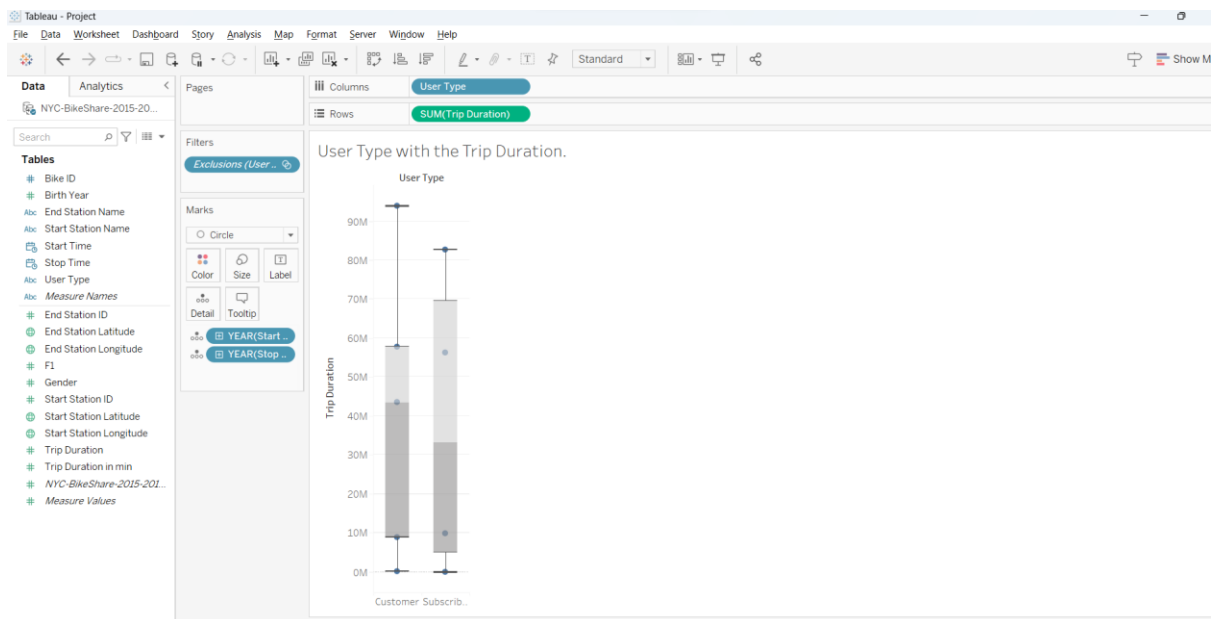 Tableau - Project
File Data Worksheet Dashboard Story Analysis Map Format Server Window Help
Standard
Show M
Data Analytics
Pages
Columns
User Type
NYC-BikeShare-2015-20...
Rows
SUM(Trip Duration)
Search
Filters
Exclusions (User ..
User Type with the Trip Duration.
Tables
Bike ID
Birth Year
Abc End Station Name
Abc Start Station Name
Start Time
Stop Time
Abc User Type
Abc Measure Names
End Station ID
End Station Latitude
End Station Longitude
F1
Gender
Start Station ID
Start Station Latitude
Start Station Longitude
Trip Duration
Trip Duration in min
NYC-BikeShare-2015-201...
Measure Values
Marks
Circle
Color Size Label
Detail Tooltip
YEAR(Start ..
YEAR(Stop ..
User Type
Trip Duration
90M
80M
70M
60M
50M
40M
30M
20M
10M
0M
Customer Subscrib..